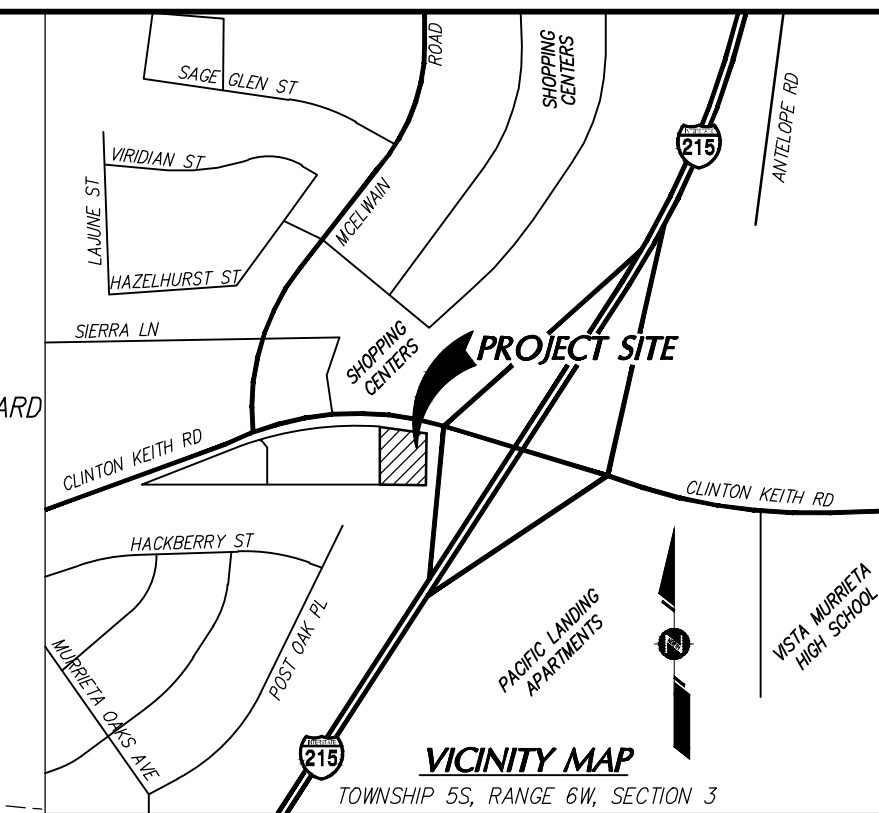 ROAD
SHOPPING
CENTERS
SAGE GLEN ST
ANTELOPE RD
215
VIRIDIAN ST
LAJUNE ST
MCELWAIN
HAZELHURST ST
SIERRA LN
SHOPPING
CENTERS
PROJECT SITE
ARD
CLINTON KEITH RD
CLINTON KEITH RD
HACKBERRY ST
POST OAK PL
MURRIETA OAKS AVE
PACIFIC LANDING
APARTMENTS
VISTA MURRIETA
HIGH SCHOOL
N
INTERSTATE
215
VICINITY MAP
TOWNSHIP 5S, RANGE 6W, SECTION 3